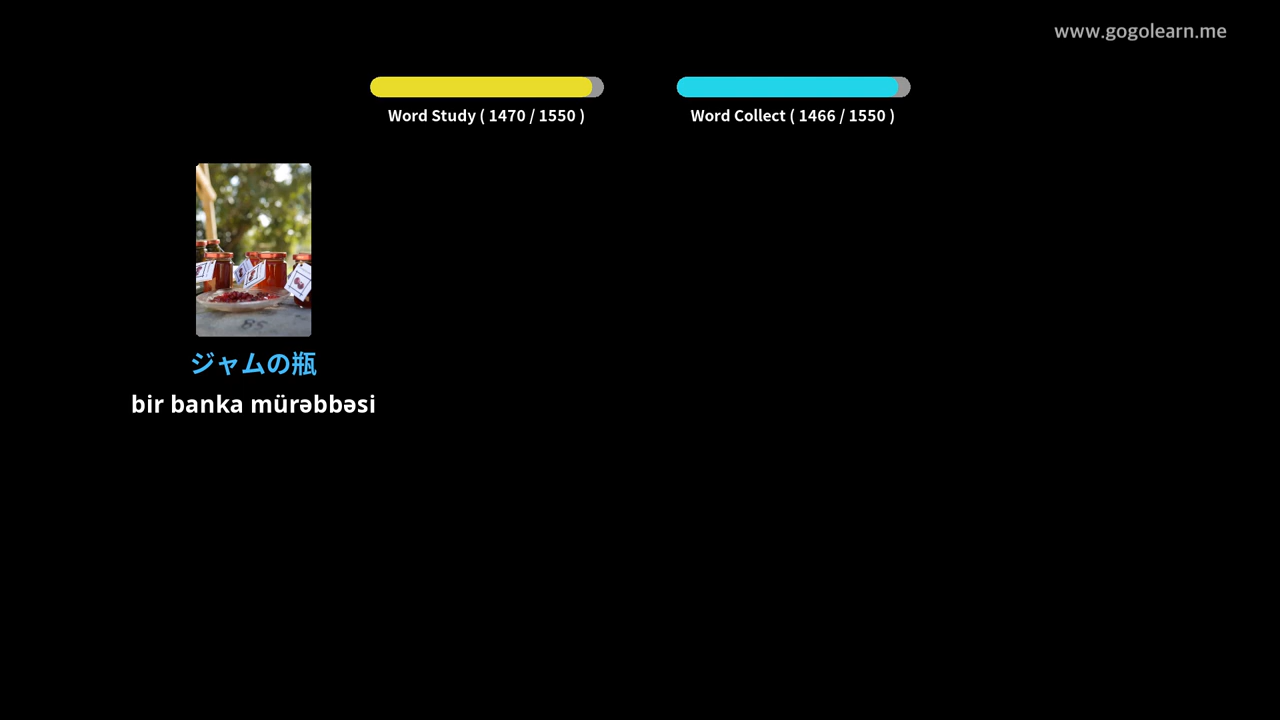 www.gogolearn.me
Word Study ( 1470 / 1550 )
Word Collect ( 1466 / 1550 )
85
ジャムの瓶
bir banka mürəbbəsi